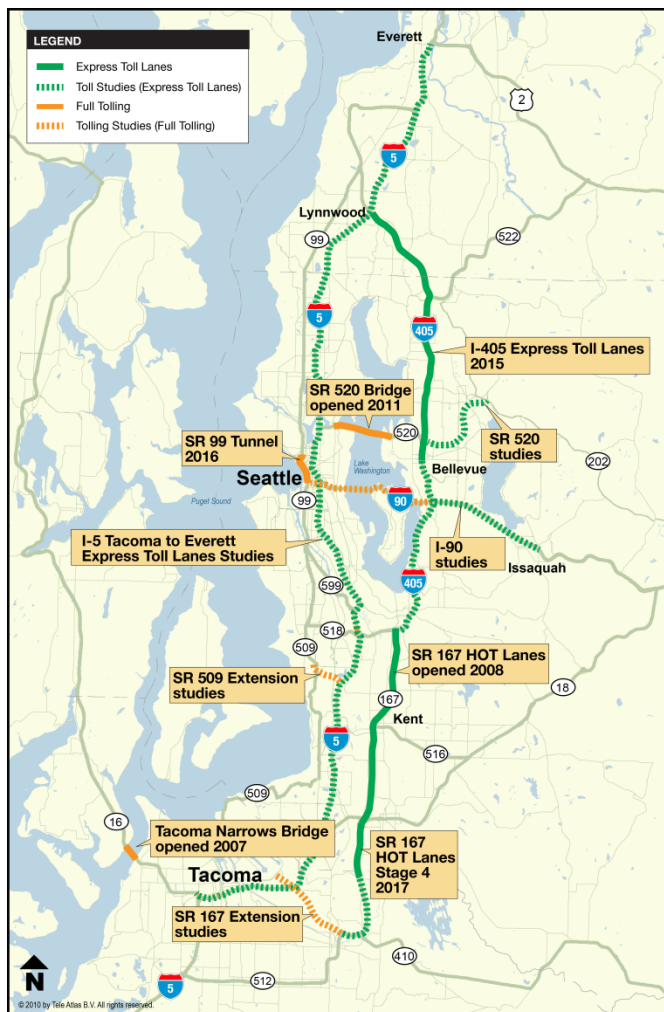 LEGEND
Express Toll Lanes
Toll Studies (Express Toll Lanes)
Full Tolling
Tolling Studies (Full Tolling)
Everett
2
5
Lynnwood
99
522
5
405
I-405 Express Toll Lanes
2015
SR 520 Bridge
opened 2011
520
SR 520
studies
SR 99 Tunnel
2016
Lake
Washington
Bellevue
202
Seattle
Puget Sound
99
90
I-5 Tacoma to Everett
Express Toll Lanes Studies
I-90
studies
Issaquah
405
599
518
509
SR 167 HOT Lanes
opened 2008
SR 509 Extension
studies
167
18
Kent
5
516
509
16
Tacoma Narrows Bridge
opened 2007
SR 167
HOT Lanes
Stage 4
2017
Tacoma
SR 167 Extension
studies
410
N
5
512
© 2010 by Tele Atlas B.V. All rights reserved.